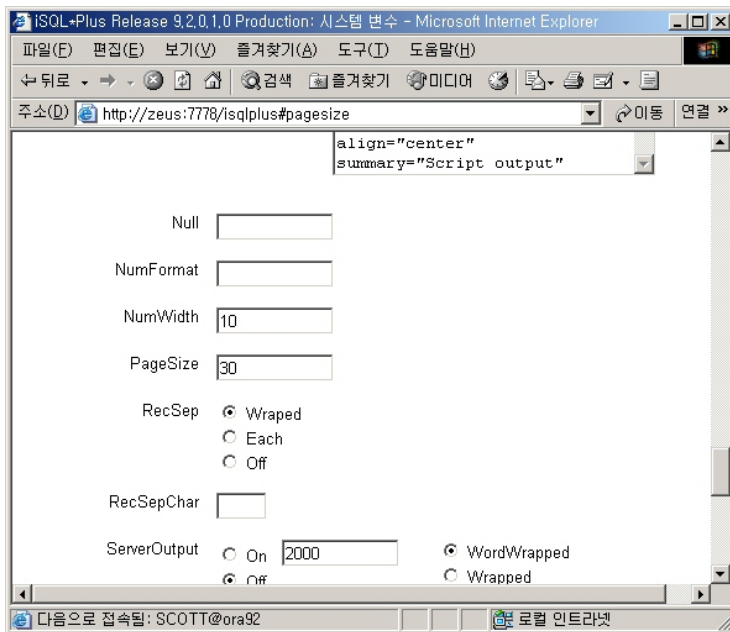 iSQL*Plus Release 9,2,0,1,0 Production: 시스템 변수 - Microsoft Internet Explorer
파일(F) 편집(E) 보기(V) 즐겨찾기(A) 도구(T) 도움말(H)
뒤로 검색 즐겨찾기 미디어
주소(D) http://zeus:7778/isqlplus#pagesize 이동 연결 »
align="center"
summary="Script output"
Null
NumFormat
NumWidth 10
PageSize 30
RecSep Wraped
Each
Off
RecSepChar
ServerOutput On 2000 WordWrapped
Off Wrapped
다음으로 접속됨: SCOTT@ora92 로컬 인트라넷